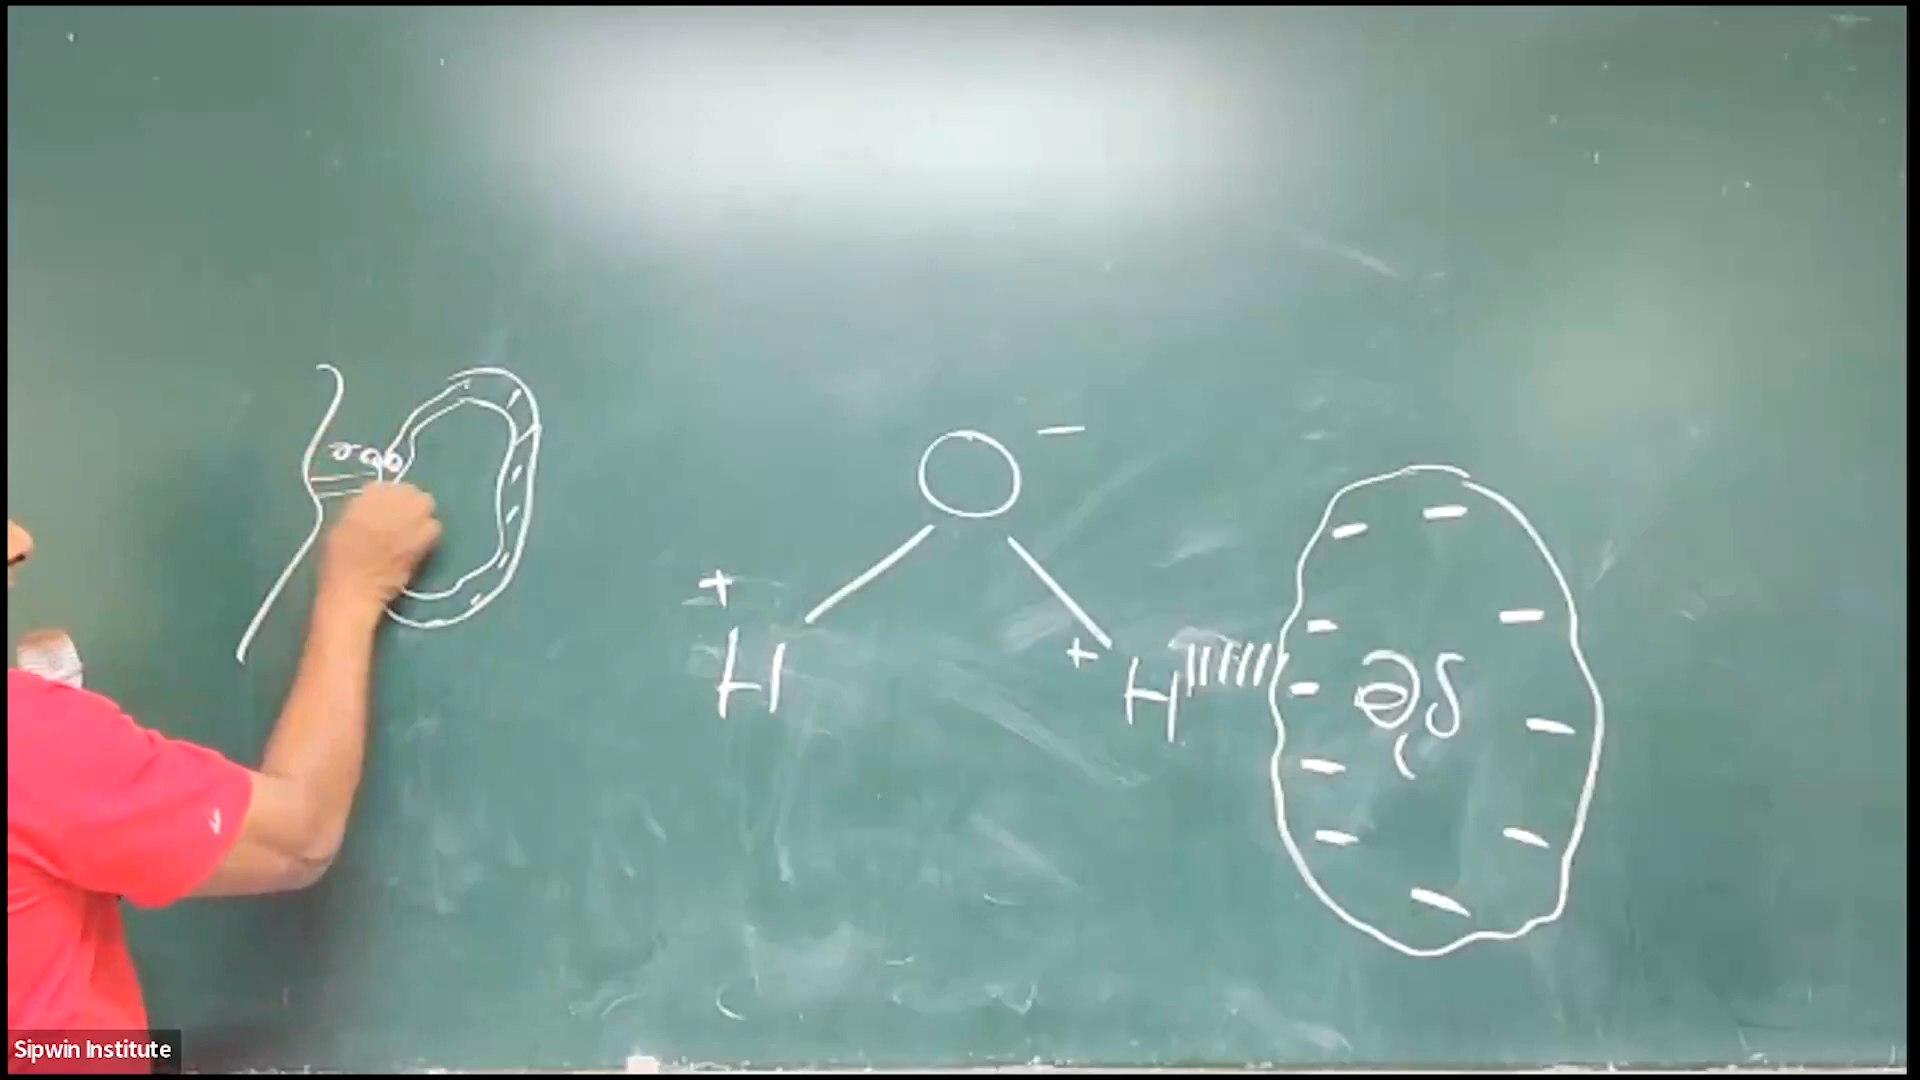 O −
+ +
H H
Sipwin Institute